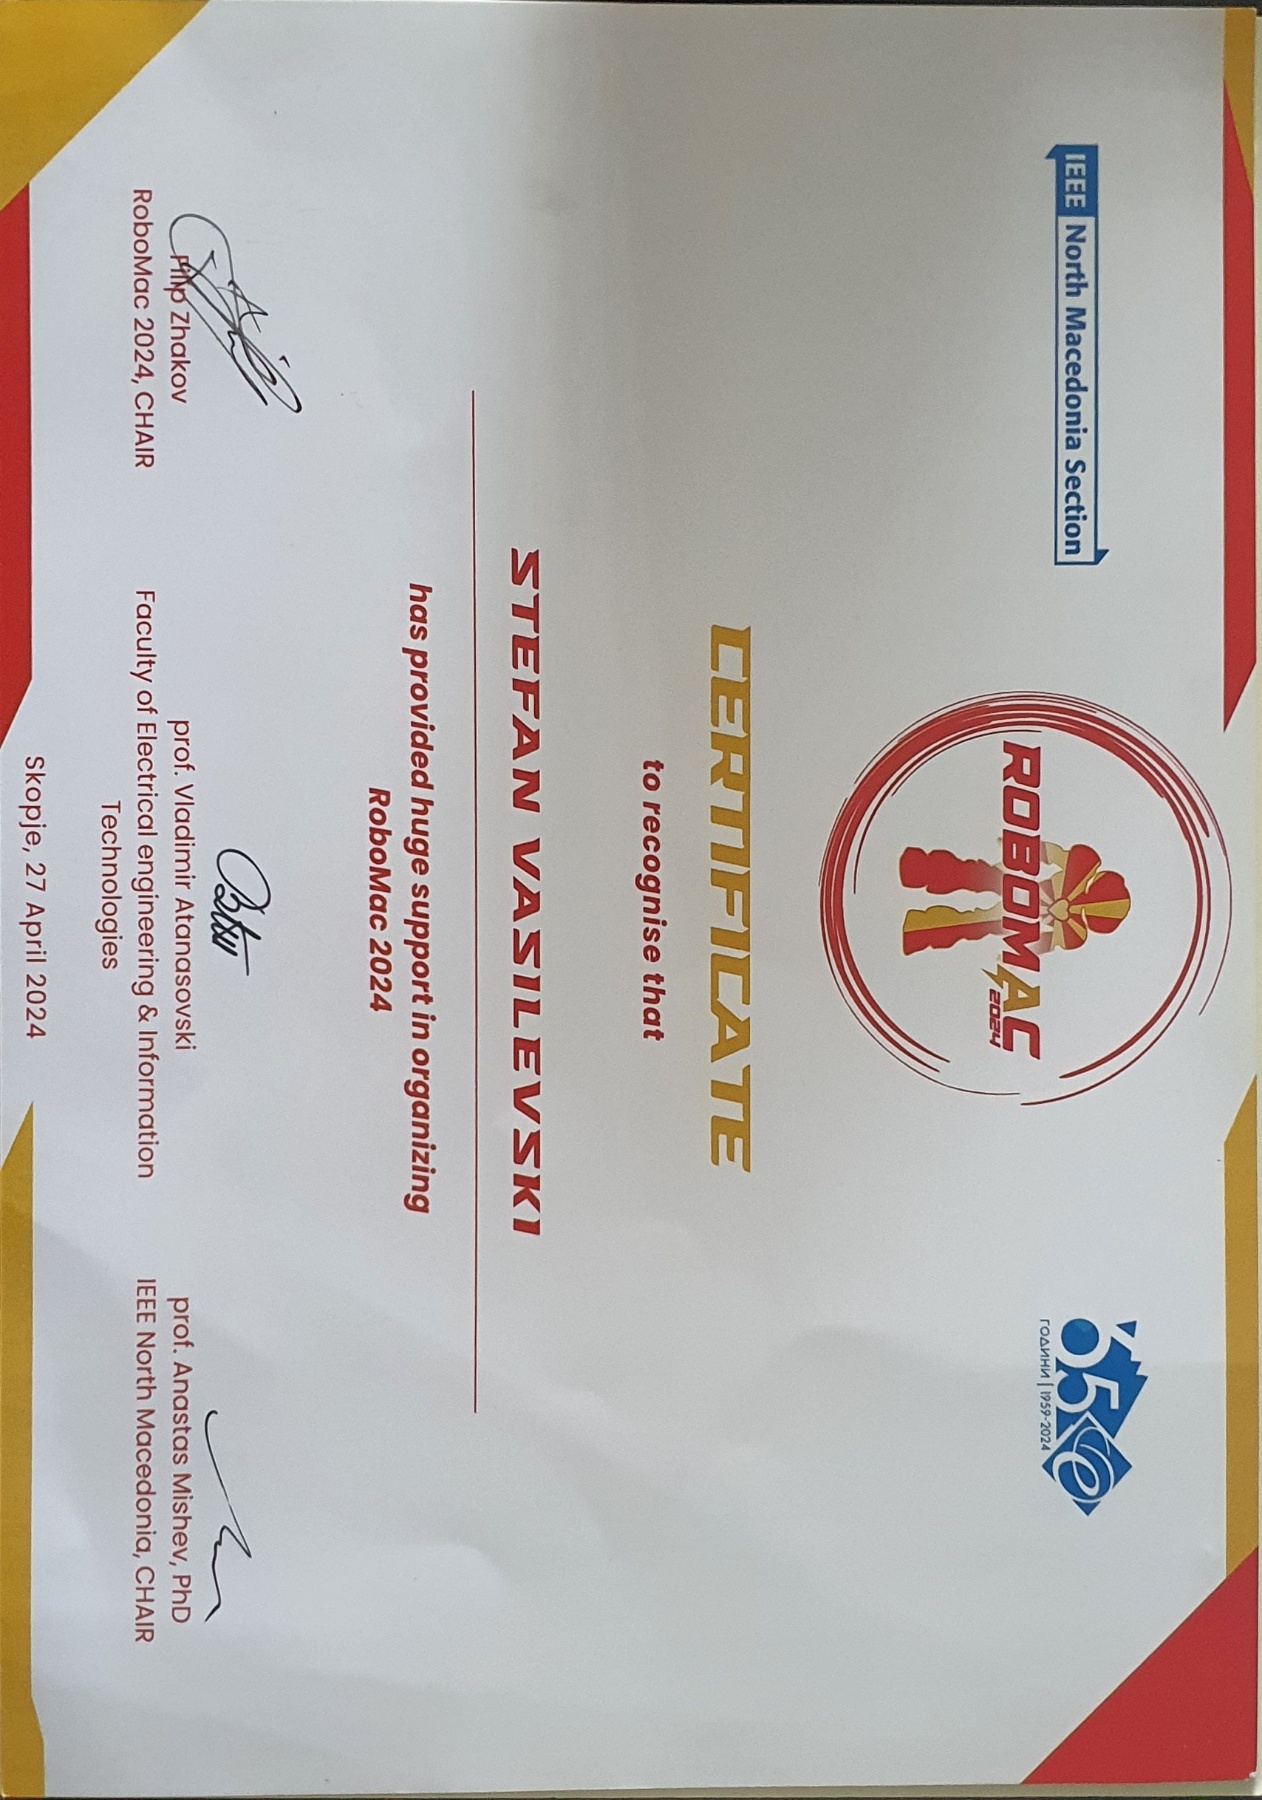 IEEE North Macedonia Section
ROBOMAC
2024
65
ГОДИНИ | 1959-2024
CERTIFICATE
to recognise that
STEFAN VASILEVSKI
has provided huge support in organizing
RoboMac 2024
Filip Zhakov
RoboMac 2024, CHAIR
prof. Vladimir Atanasovski
Faculty of Electrical engineering & Information
Technologies
prof. Anastas Mishev, PhD
IEEE North Macedonia, CHAIR
Skopje, 27 April 2024